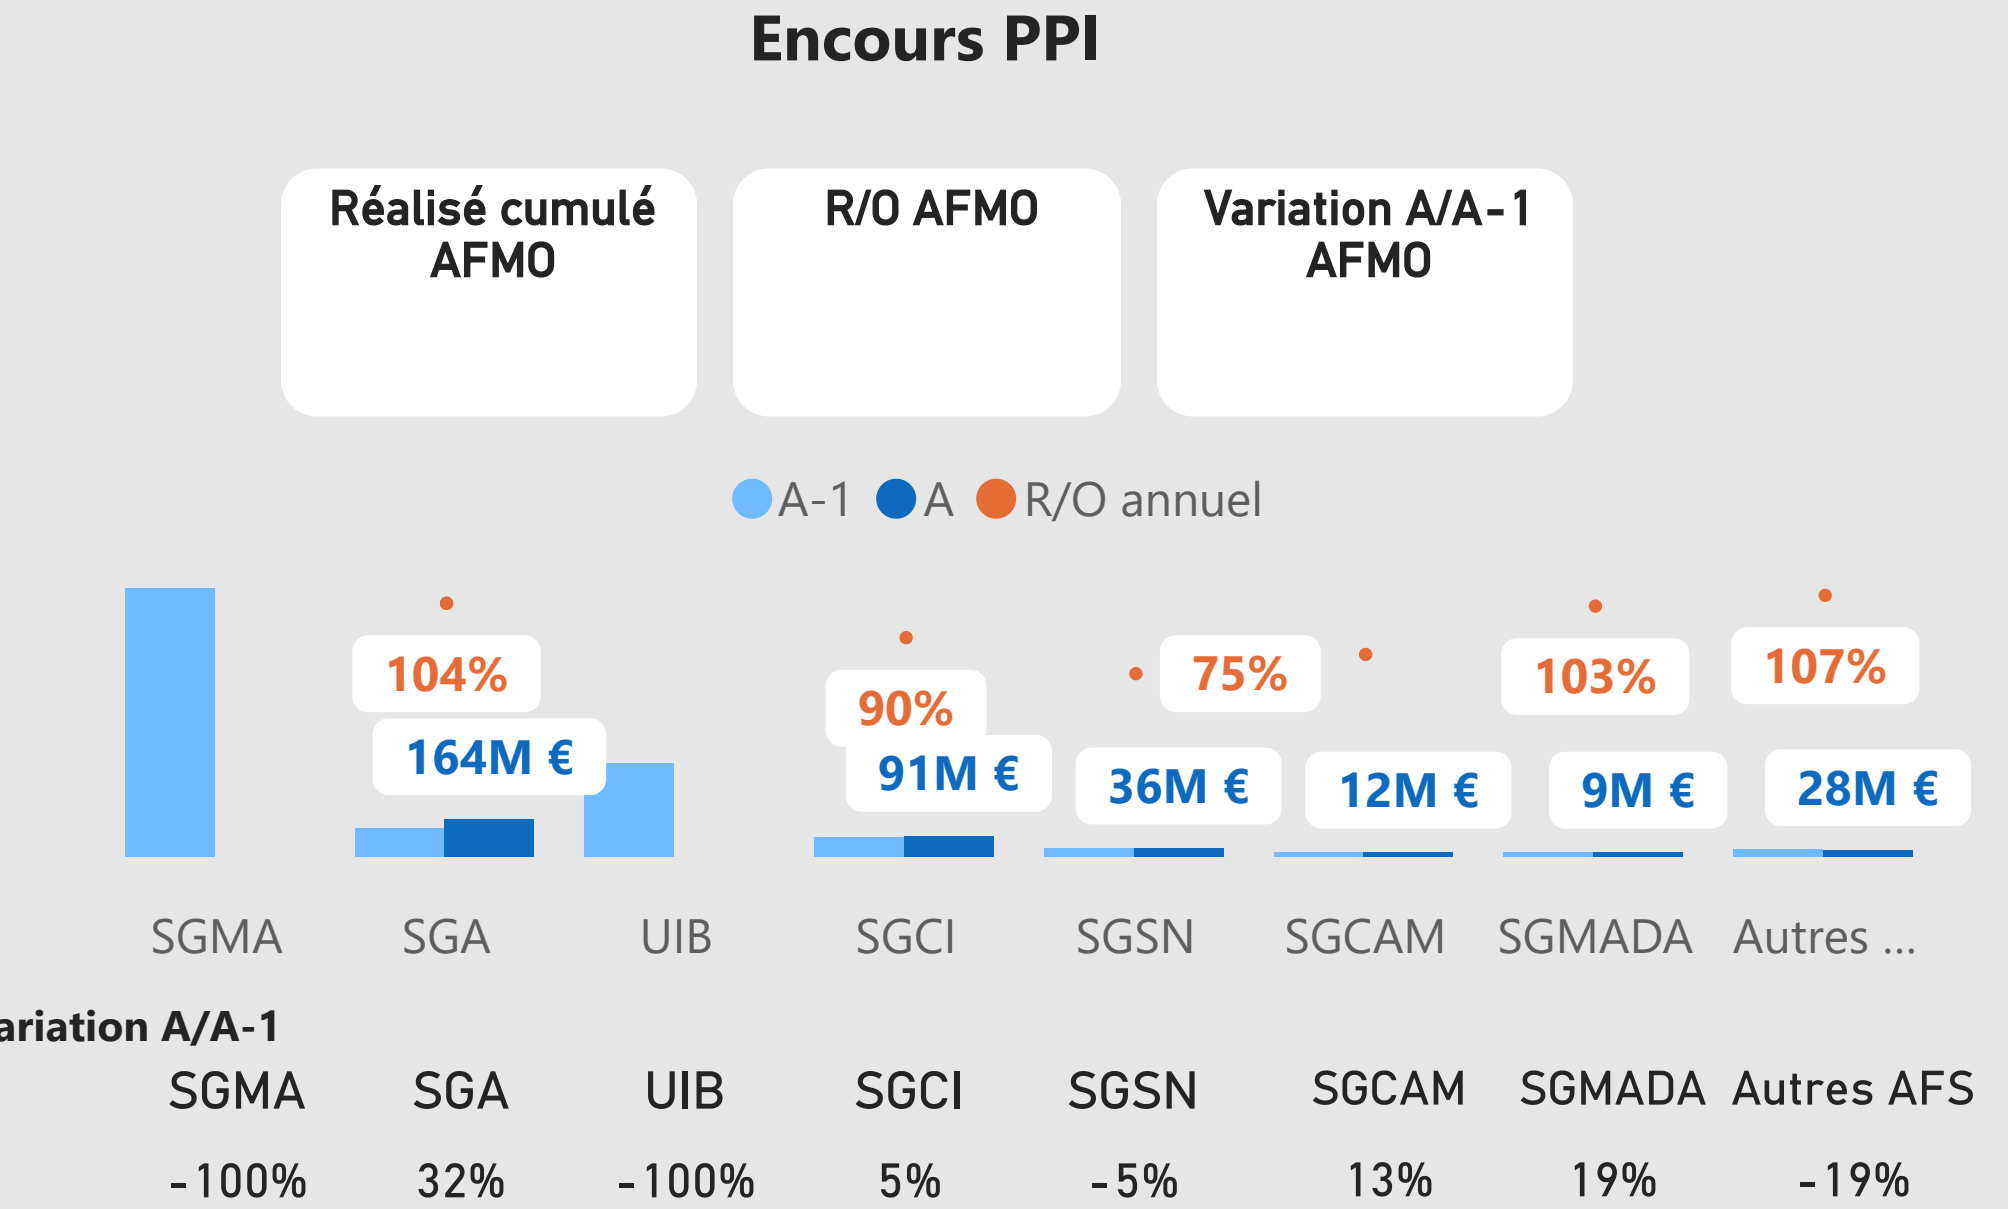 Encours PPI
Réalisé cumulé
AFMO
R/O AFMO
Variation A/A-1
AFMO
A-1 A R/O annuel
104%
164M €
90%
91M €
75%
36M €
12M €
103%
9M €
107%
28M €
SGMA SGA UIB SGCI SGSN SGCAM SGMADA Autres ...
ariation A/A-1
SGMA SGA UIB SGCI SGSN SGCAM SGMADA Autres AFS
-100% 32% -100% 5% -5% 13% 19% -19%